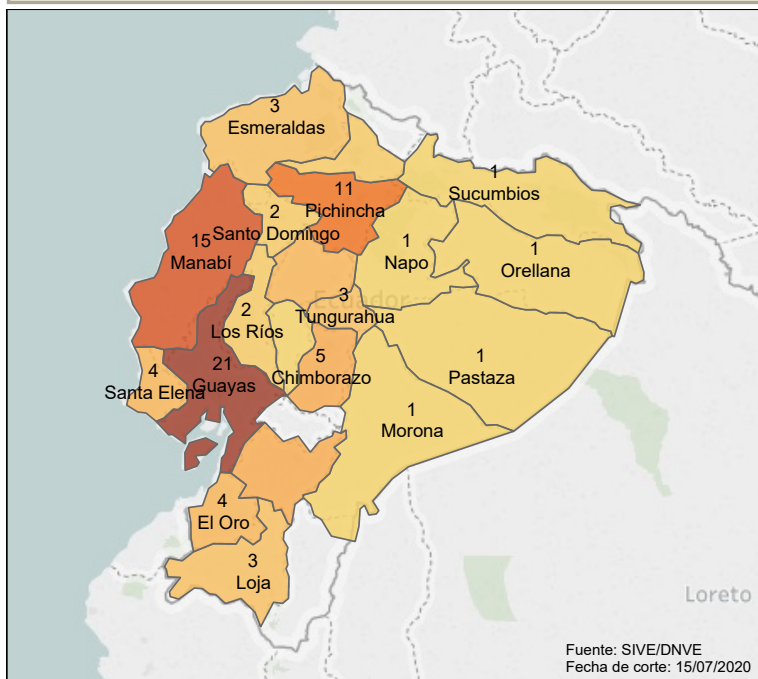 3
Esmeraldas
1
Sucumbios
11
Pichincha
2
Santo Domingo
15
Manabí
1
Napo
1
Orellana
3
Ecuador
Tungurahua
2
Los Ríos
4
Santa Elena
21
Guayas
5
Chimborazo
1
Pastaza
1
Morona
4
El Oro
3
Loja
Loreto
Fuente: SIVE/DNVE
Fecha de corte: 15/07/2020